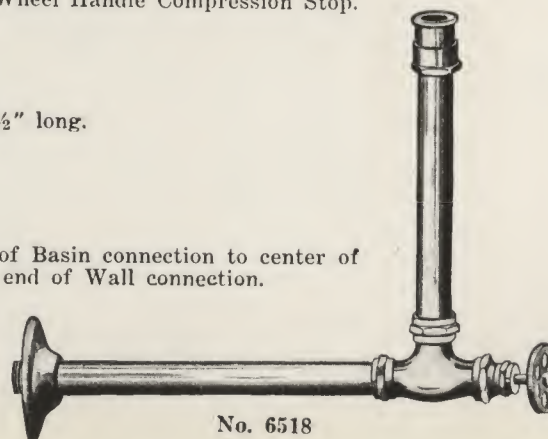 Wheel Handle Compression Stop.
½" long.
of Basin connection to center of
end of Wall connection.
No. 6518